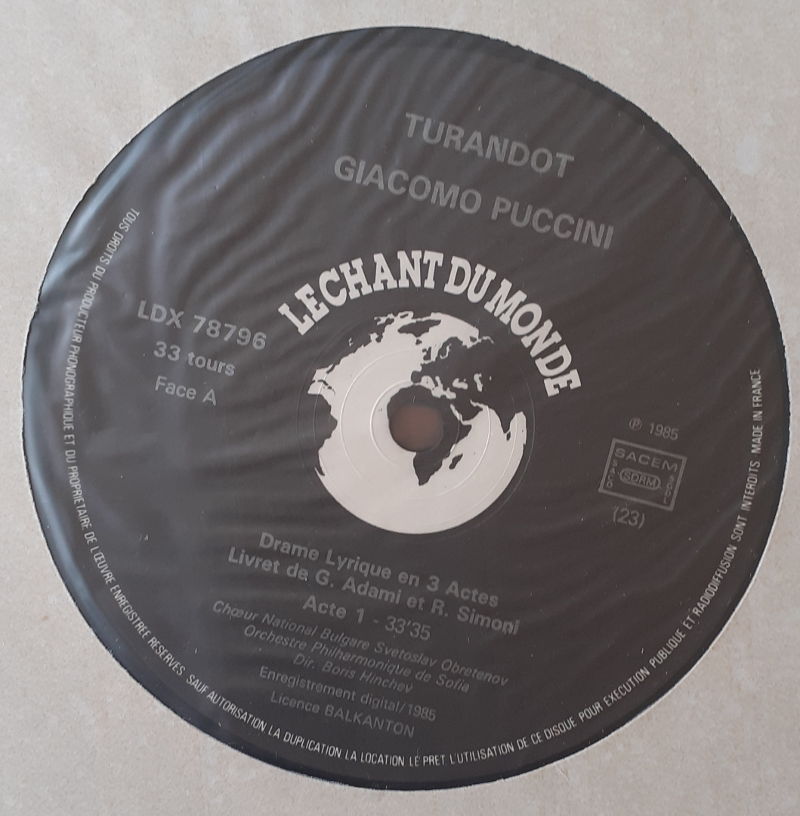 TURANDOT
GIACOMO PUCCINI
LE CHANT DU MONDE
LDX 78796
33 tours
Face A
℗ 1985
SACEM
SACD
SDRM
SGDL
(23)
Drame Lyrique en 3 Actes
Livret de G. Adami et R. Simoni
Acte 1 - 33'35
Chœur National Bulgare Svetoslav Obretenov
Orchestre Philharmonique de Sofia
Dir. Boris Hinchev
Enregistrement digital/1985
Licence BALKANTON
TOUS DROITS DU PRODUCTEUR PHONOGRAPHIQUE ET DU PROPRIETAIRE DE L'ŒUVRE ENREGISTREE RESERVES. SAUF AUTORISATION LA DUPLICATION LA LOCATION LE PRET L'UTILISATION DE CE DISQUE POUR EXECUTION PUBLIQUE ET RADIODIFFUSION SONT INTERDITS MADE IN FRANCE